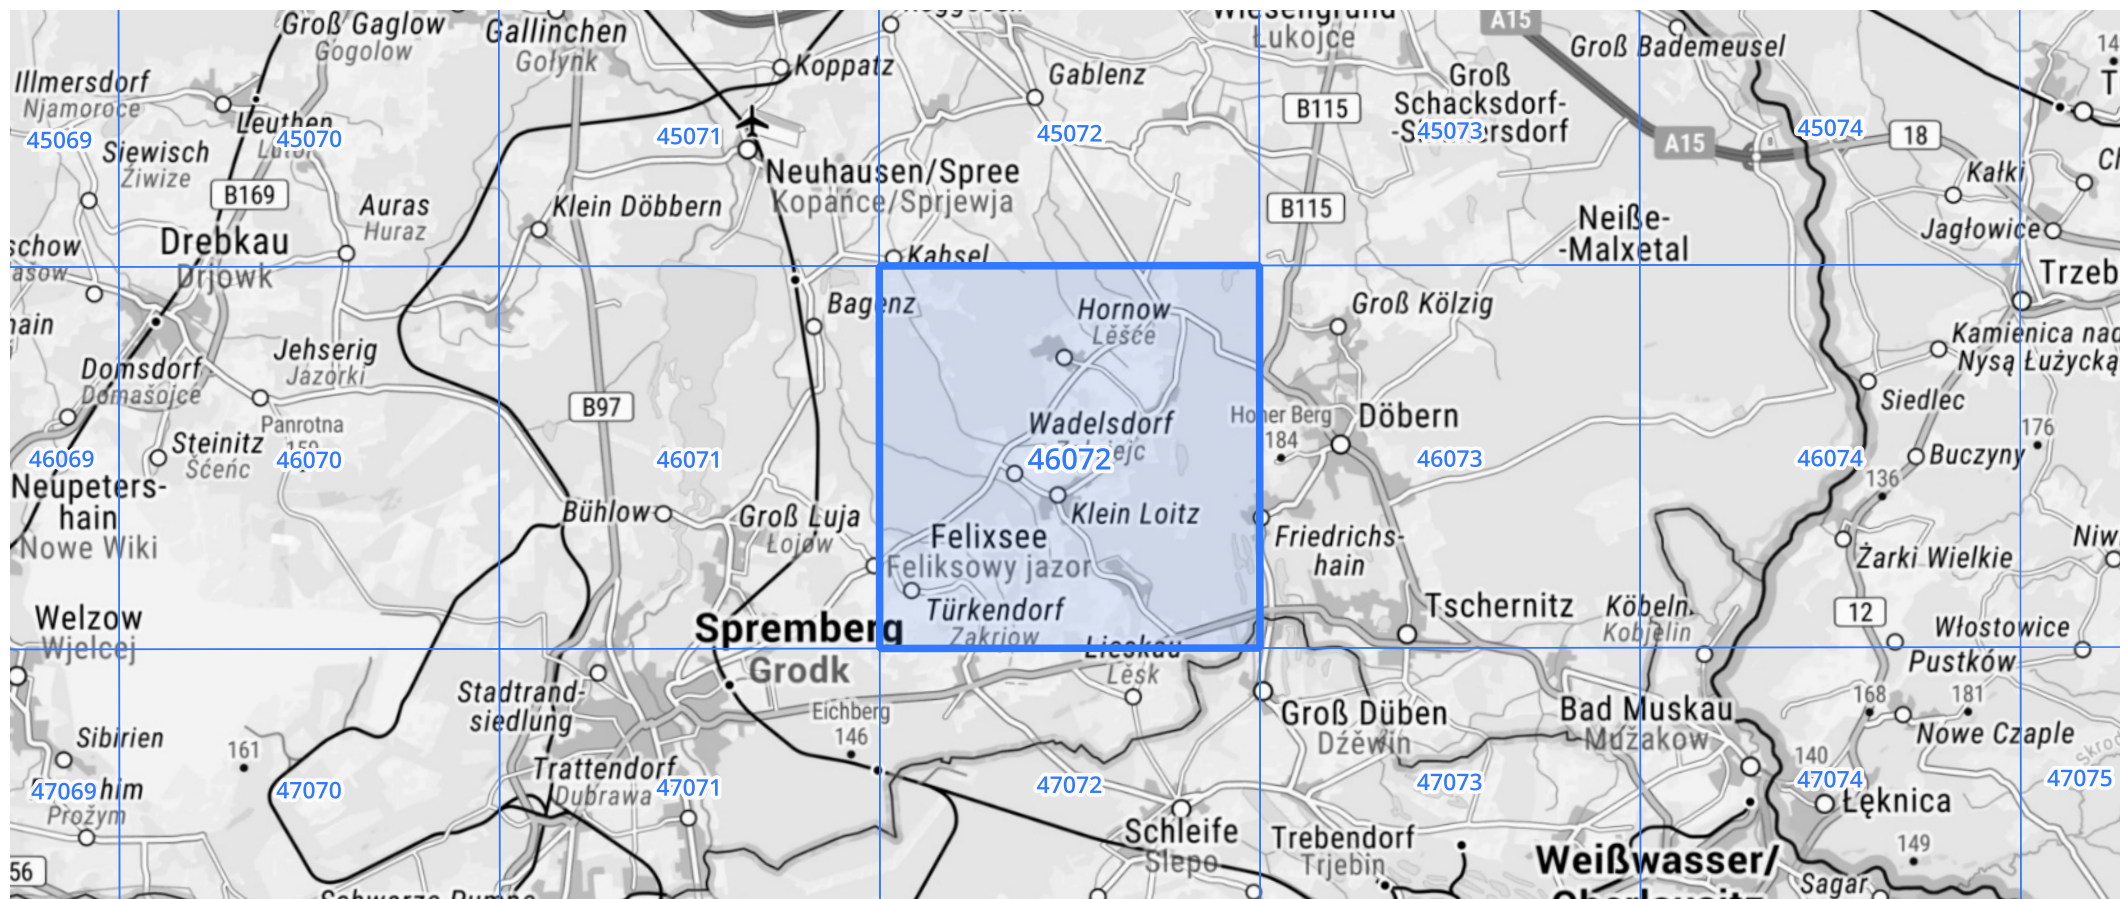 Groß Gaglow
Gogolow
Gallinchen
Gołynk
Koppatz
Gablenz
Łukojce
A15
Groß Bademeusel
Illmersdorf
Njamoroce
Leuthen
45069
45070
45071
45072
45073
45074
Groß
Schacksdorf-
B115
A15
18
Siewisch
Žiwize
B169
Auras
Huraz
Klein Döbbern
Neuhausen/Spree
Kopańce/Sprjewja
B115
Neiße-
-Malxetal
Kałki
Jagłowice
Drebkau
Drjowk
Kahsel
Trzeb
Bagenz
Hornow
Lěšće
Groß Kölzig
Kamienica nad
Nysą Łużycką
Jehserig
Jazorki
Domsdorf
Domašojce
Panrotna
B97
Wadelsdorf
Hoher Berg
184
Döbern
Siedlec
176
Steinitz
Šćeńc
46069
46070
46071
46072
46073
46074
Buczyny
136
Neupeters-
hain
Nowe Wiki
Bühlow
Groß Luja
Łojow
Klein Loitz
Felixsee
Feliksowy jazor
Friedrichs-
hain
Żarki Wielkie
Türkendorf
Zakrjow
Welzow
Wjelcej
Spremberg
Grodk
Tschernitz
Köbeln
Kobjelin
12
Włostowice
Pustków
Lieskau
Lěsk
Stadtrand-
siedlung
Eichberg
146
Groß Düben
Dźěwin
Bad Muskau
Mužakow
168
181
Nowe Czaple
Sibirien
161
140
Trattendorf
Dubrawa
47069
47070
47071
47072
47073
47074
47075
Prožym
Łęknica
Schleife
Slepo
Trebendorf
Trjebin
Weißwasser/
149
56
Sagar